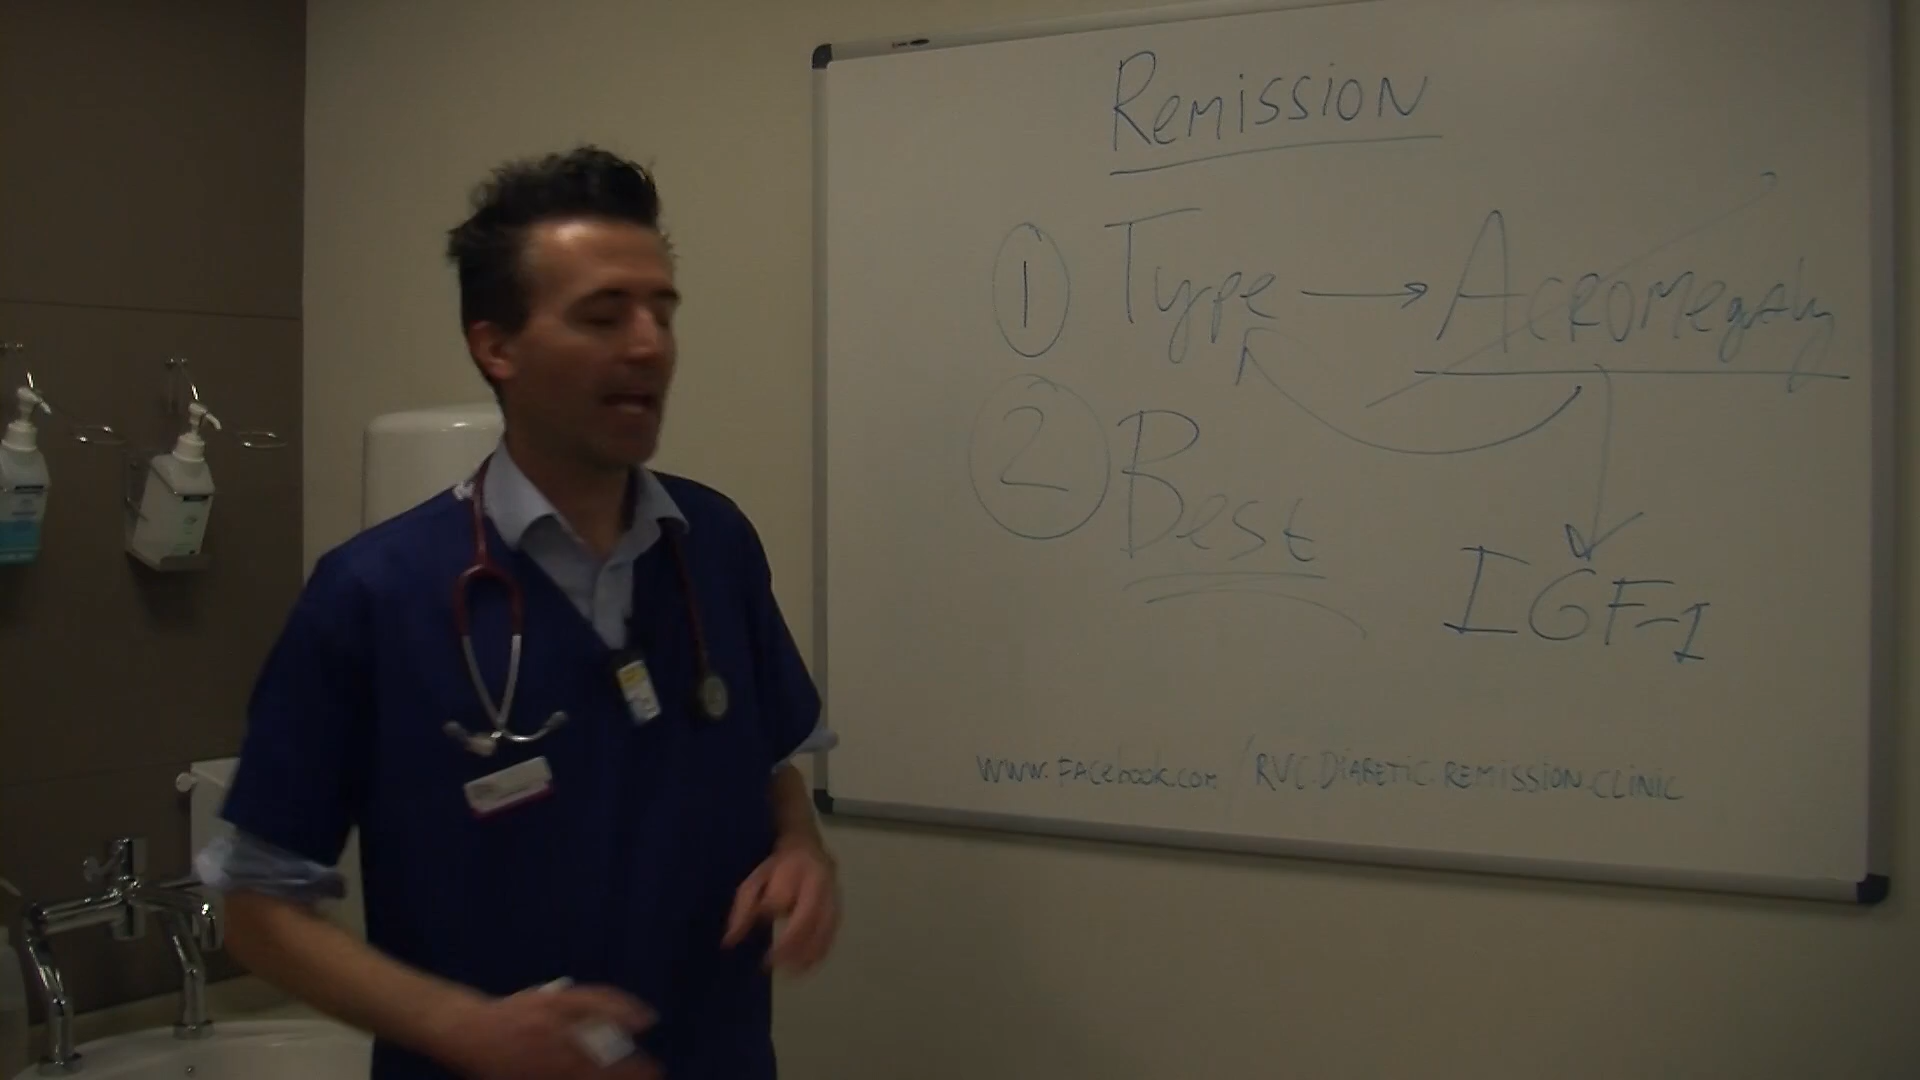 Remission
1 Type → Acromegaly
2 Best
IGF-1
www.facebook.com/RVC.Diabetic.Remission.Clinic